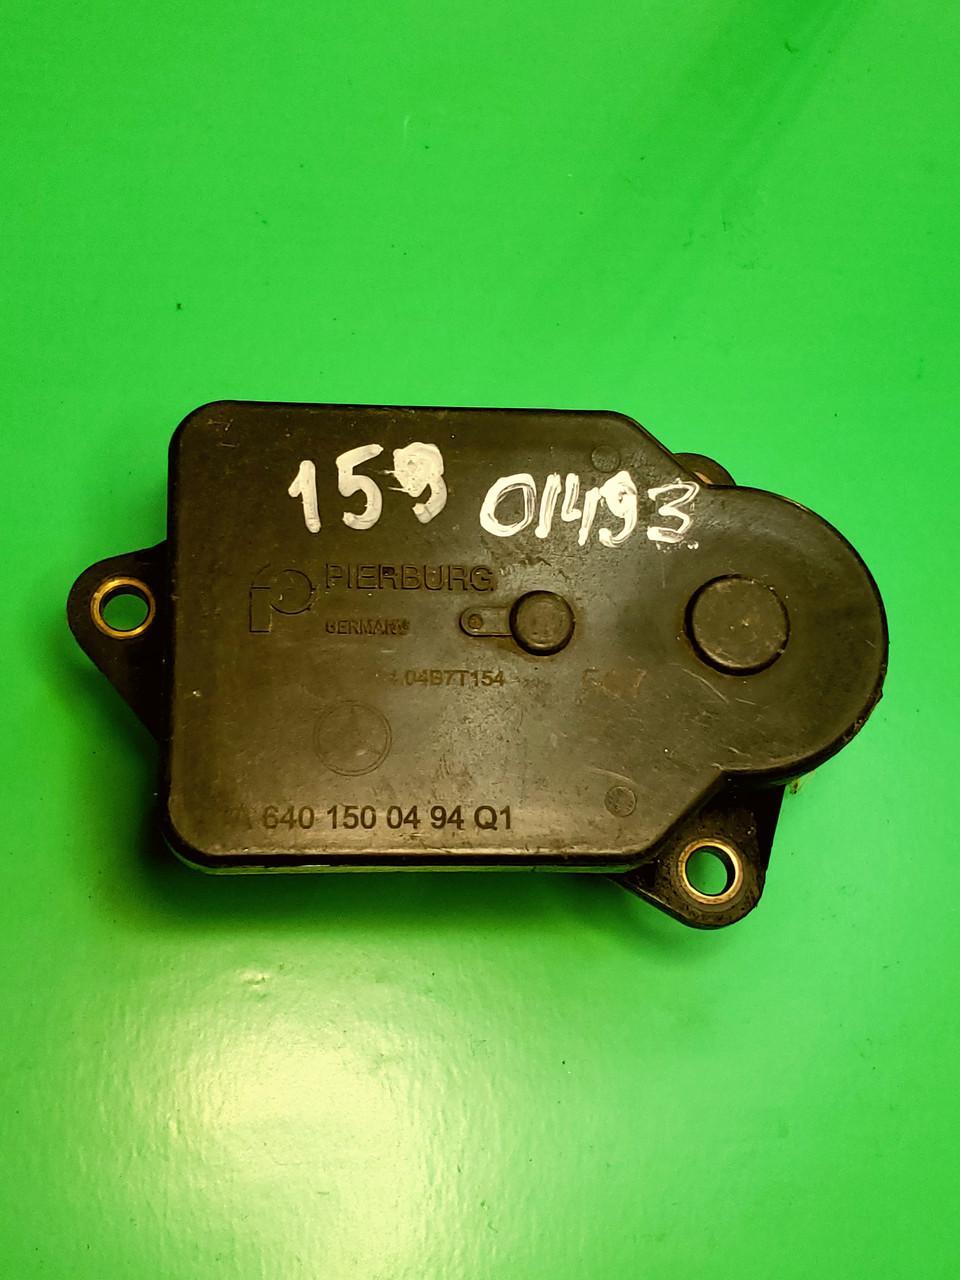 159 01493
PIERBURG
GERMANY
04B7T154
A 640 150 04 94 Q1